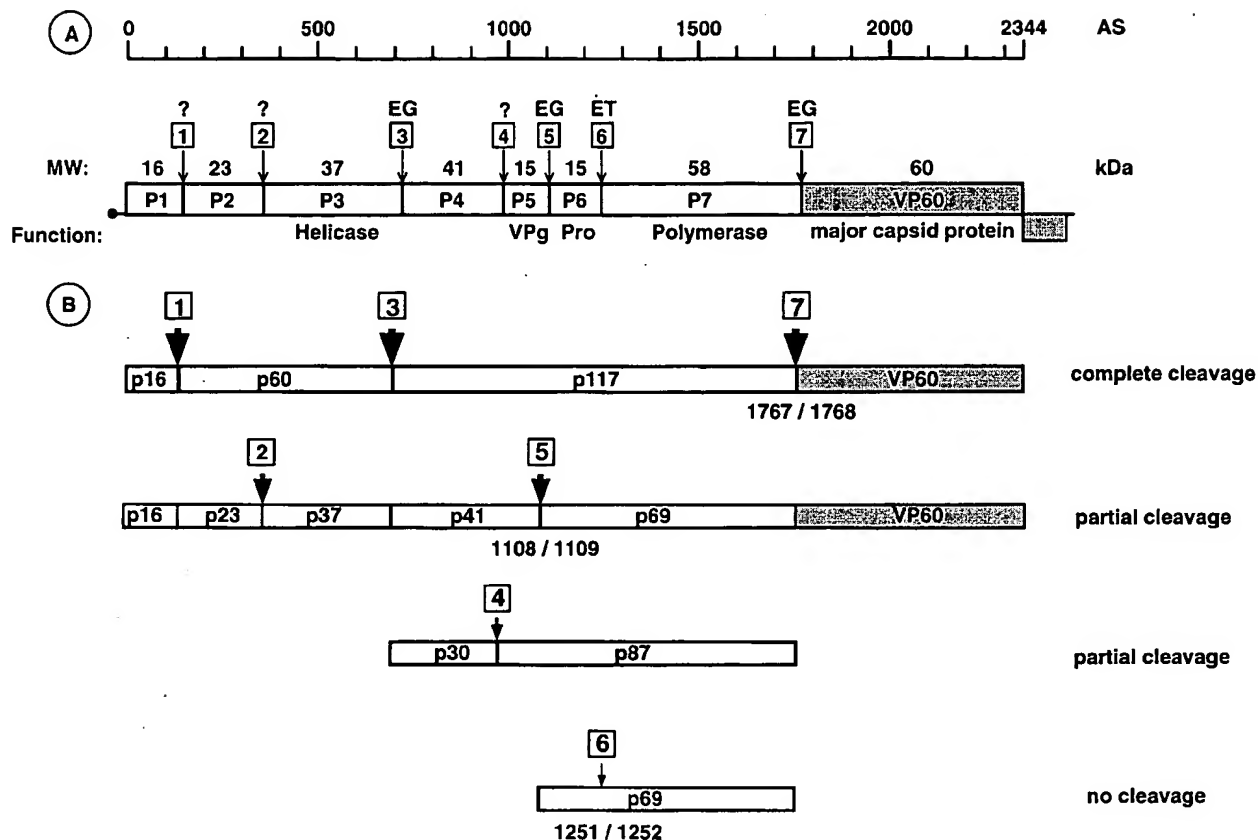 A 0 500 1000 1500 2000 2344 AS
? ? EG ? EG ET EG
1 2 3 4 5 6 7
MW: 16 23 37 41 15 15 58 60 kDa
P1 P2 P3 P4 P5 P6 P7 VP60
Function: Helicase VPg Pro Polymerase major capsid protein
B 1 3 7
p16 p60 p117 VP60 complete cleavage
1767 / 1768
2 5
p16 p23 p37 p41 p69 VP60 partial cleavage
1108 / 1109
4
p30 p87 partial cleavage
6
p69 no cleavage
1251 / 1252